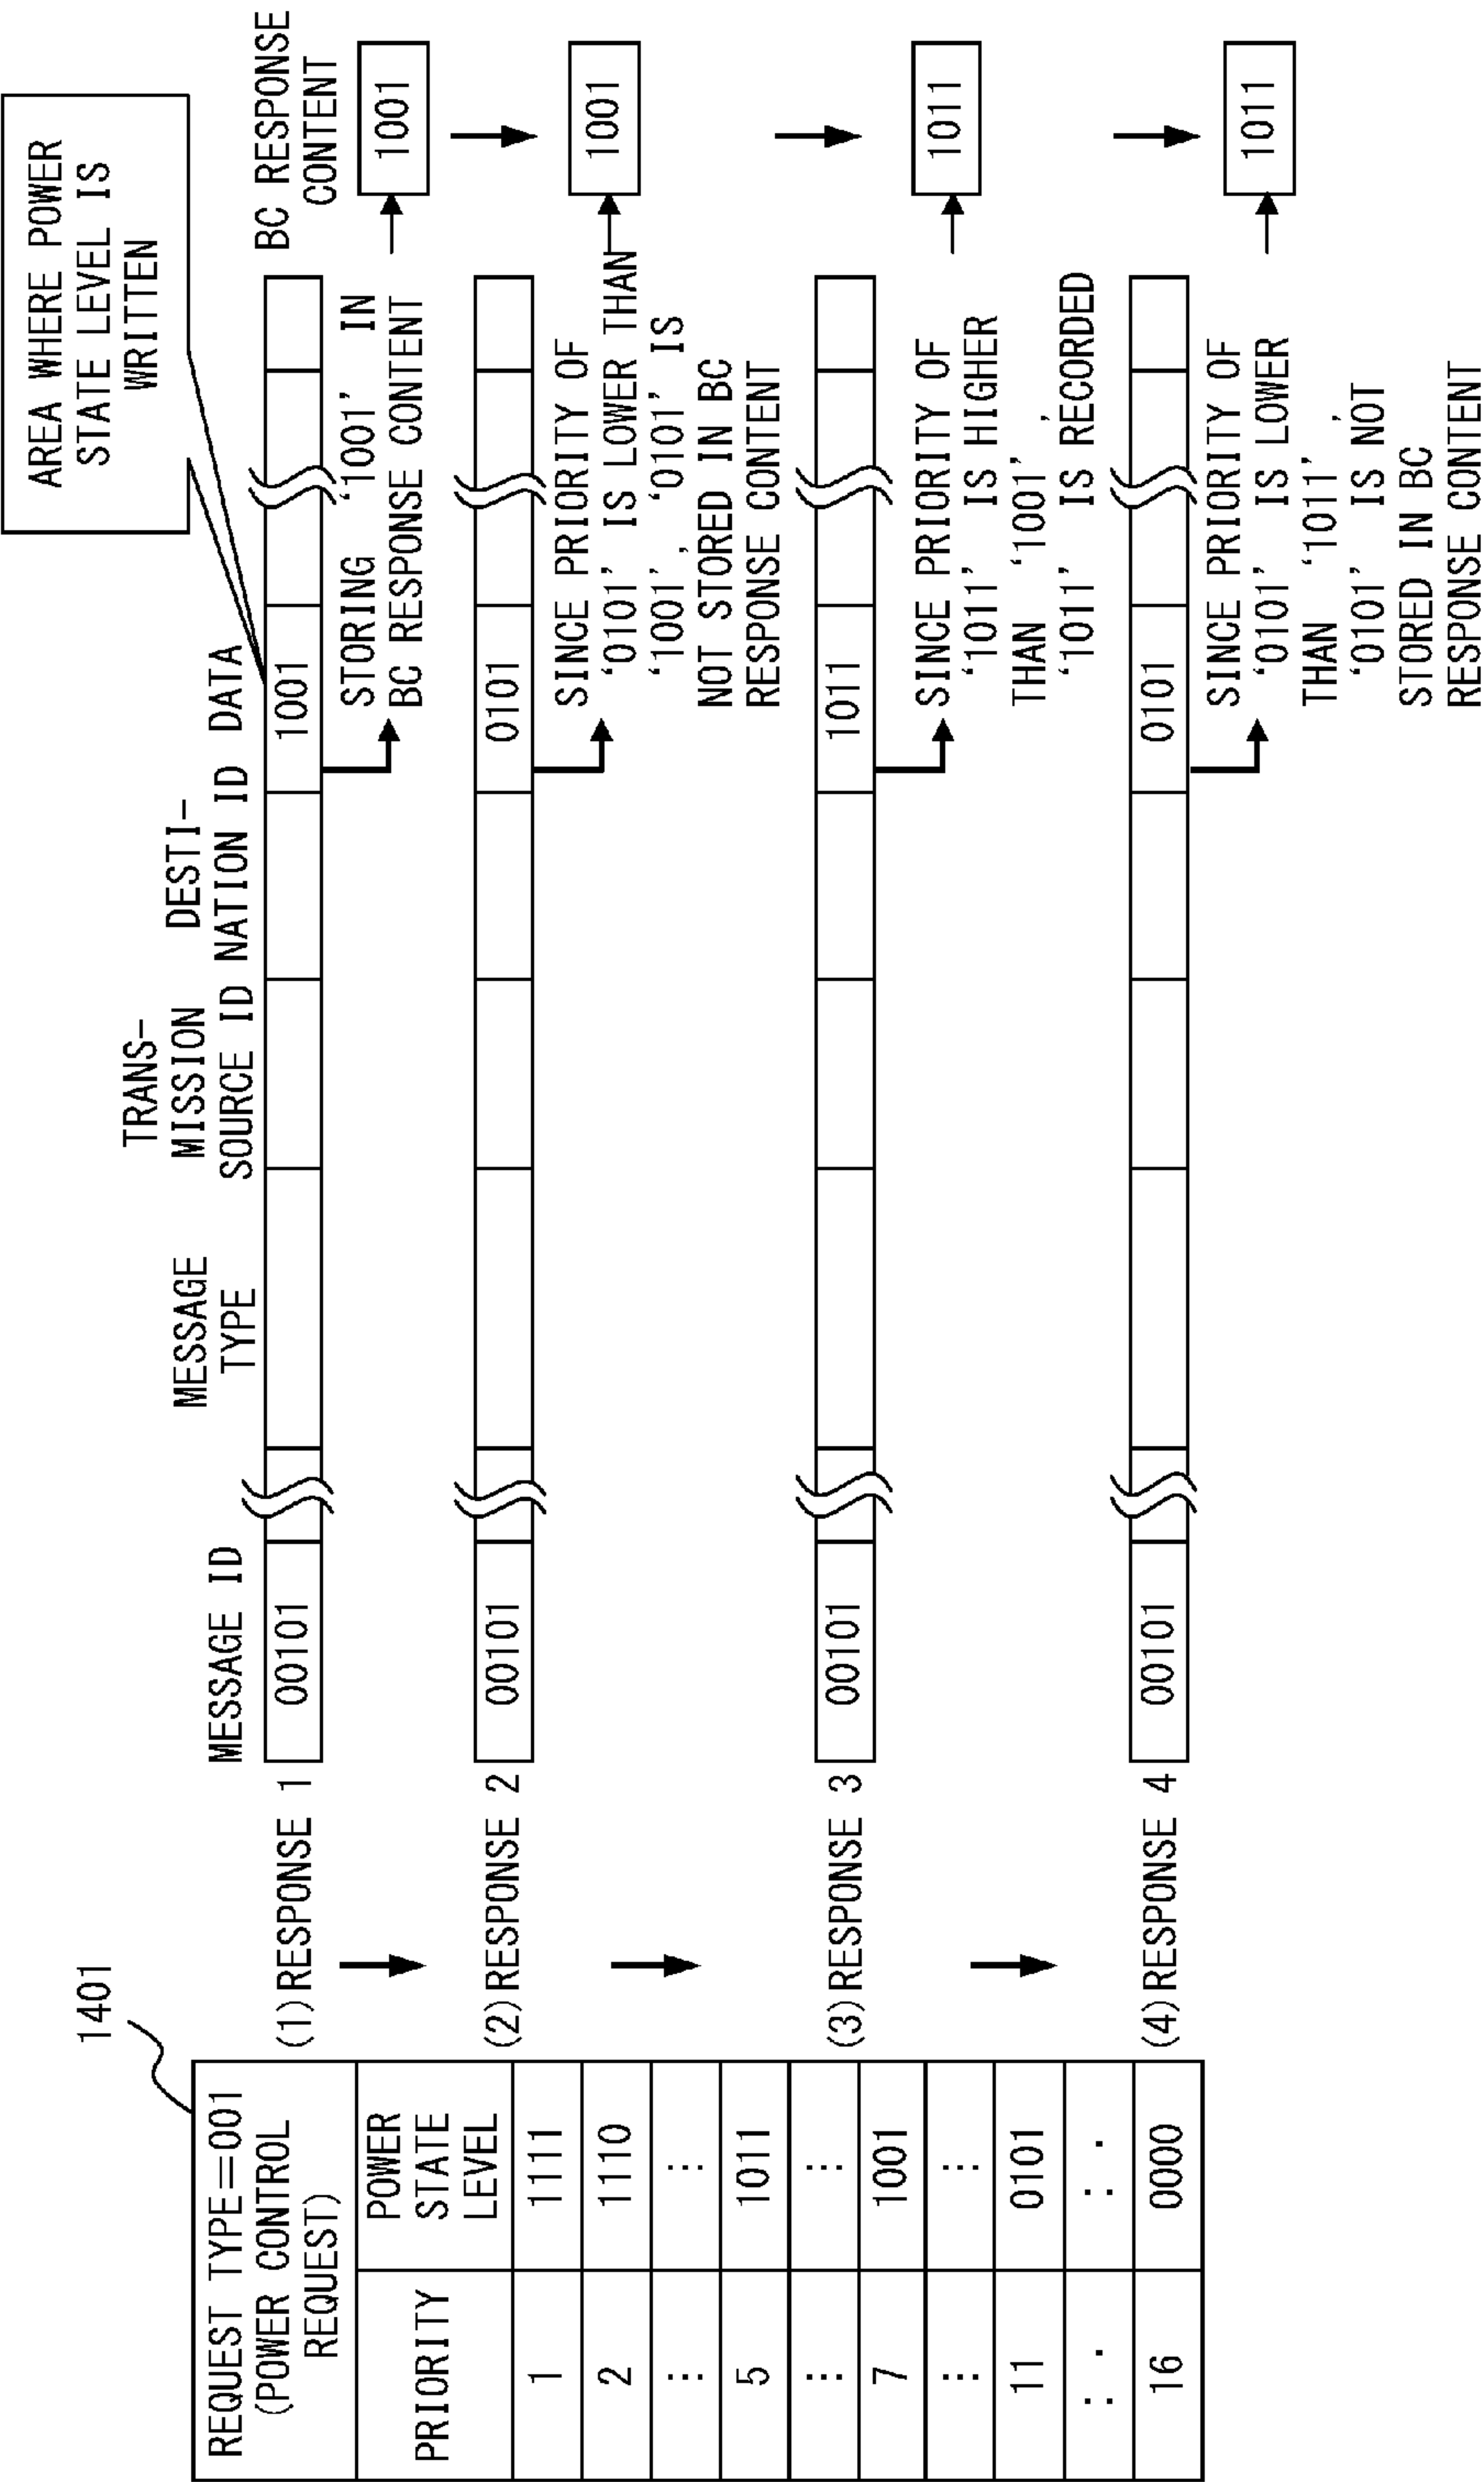 1401
REQUEST TYPE=001
(POWER CONTROL
REQUEST)
PRIORITY
POWER
STATE
LEVEL
1 1111
2 1110
⋮ ⋮
5 1011
⋮ ⋮
7 1001
⋮ ⋮
11 0101
⋮ ⋮
16 0000
AREA WHERE POWER
STATE LEVEL IS
WRITTEN
MESSAGE ID
MESSAGE
TYPE
TRANS-
MISSION
SOURCE ID
DESTI-
NATION ID
DATA
BC RESPONSE
CONTENT
(1)RESPONSE 1
00101
1001
STORING '1001' IN
BC RESPONSE CONTENT
1001
(2)RESPONSE 2
00101
0101
SINCE PRIORITY OF
'0101' IS LOWER THAN
'1001', '0101' IS
NOT STORED IN BC
RESPONSE CONTENT
1001
(3)RESPONSE 3
00101
1011
SINCE PRIORITY OF
'1011' IS HIGHER
THAN '1001',
'1011' IS RECORDED
1011
(4)RESPONSE 4
00101
0101
SINCE PRIORITY OF
'0101' IS LOWER
THAN '1011',
'0101' IS NOT
STORED IN BC
RESPONSE CONTENT
1011